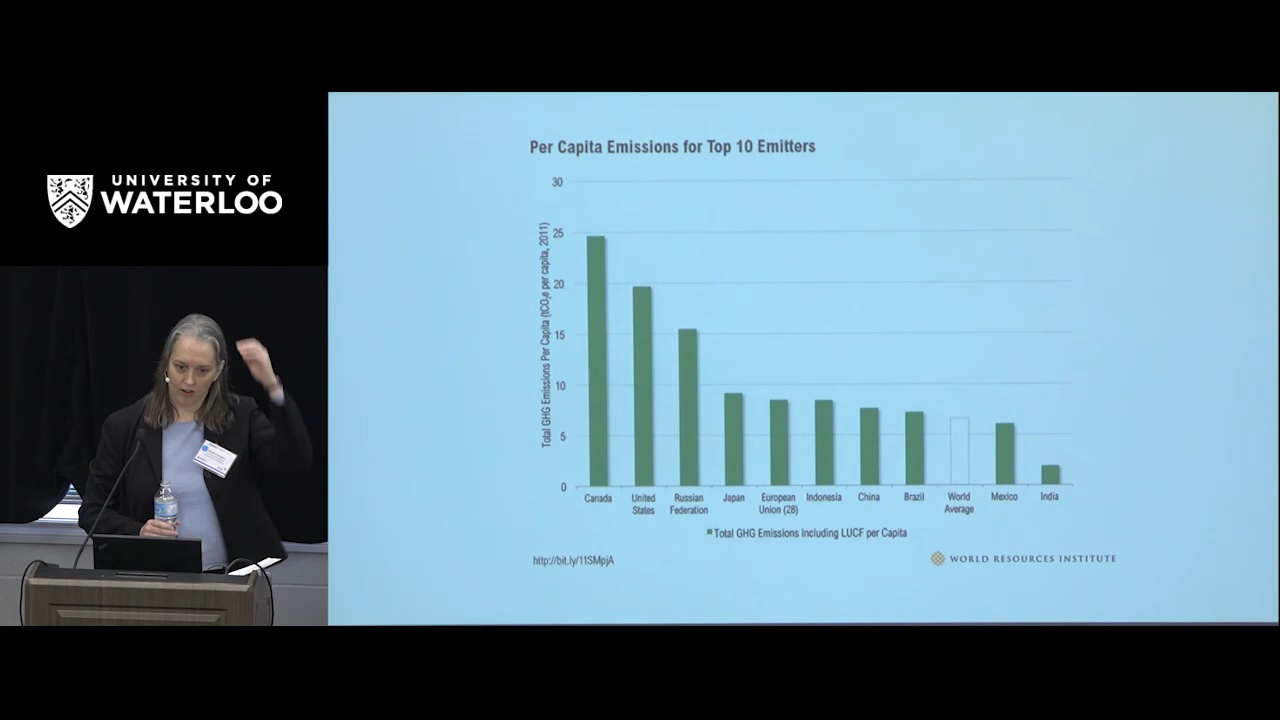 UNIVERSITY OF
WATERLOO
Per Capita Emissions for Top 10 Emitters
Total GHG Emissions Per Capita (tCO₂e per capita, 2011)
30
25
20
15
10
5
0
Canada
United
States
Russian
Federation
Japan
European
Union (28)
Indonesia
China
Brazil
World
Average
Mexico
India
Total GHG Emissions Including LUCF per Capita
http://bit.ly/11SMpjA
WORLD RESOURCES INSTITUTE